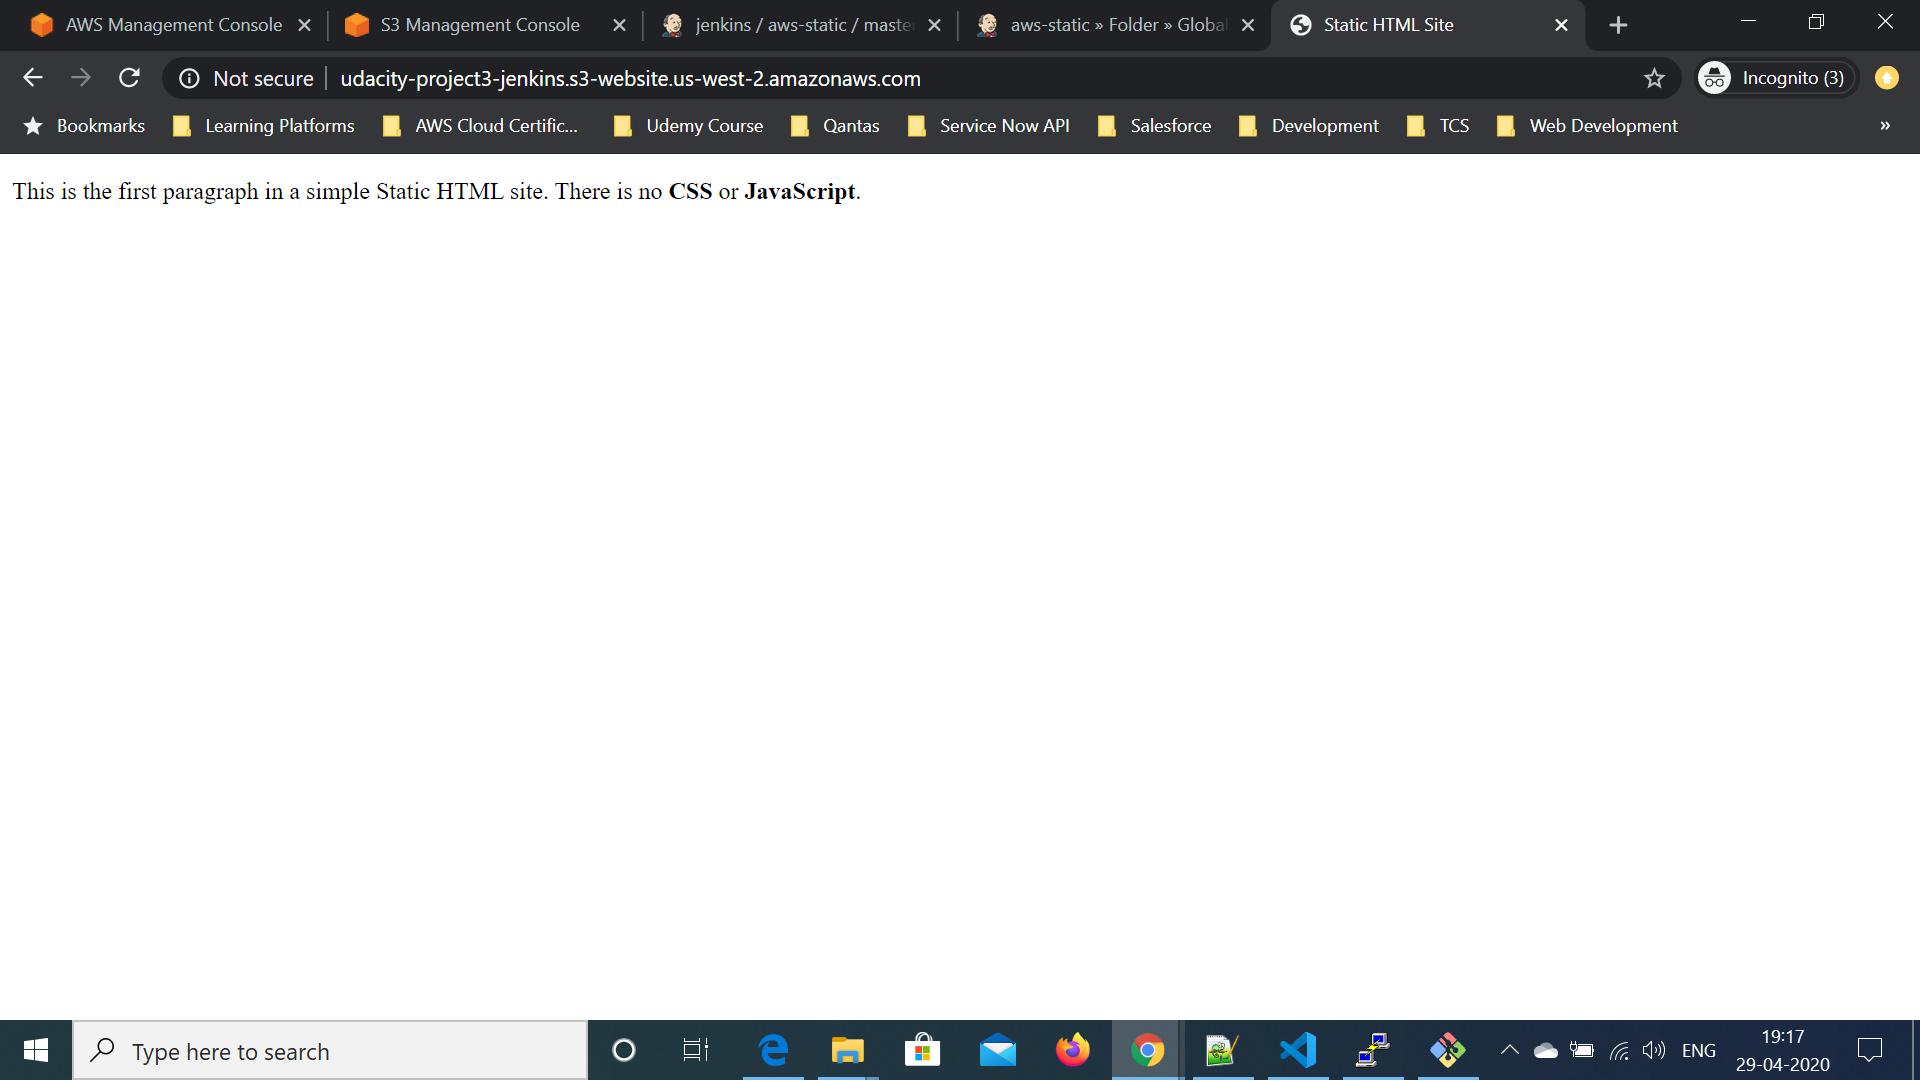 AWS Management Console
S3 Management Console
jenkins / aws-static / master
aws-static » Folder » Global
Static HTML Site
Not secure
udacity-project3-jenkins.s3-website.us-west-2.amazonaws.com
Incognito (3)
Bookmarks
Learning Platforms
AWS Cloud Certific...
Udemy Course
Qantas
Service Now API
Salesforce
Development
TCS
Web Development
»
This is the first paragraph in a simple Static HTML site. There is no CSS or JavaScript.
Type here to search
ENG
19:17
29-04-2020